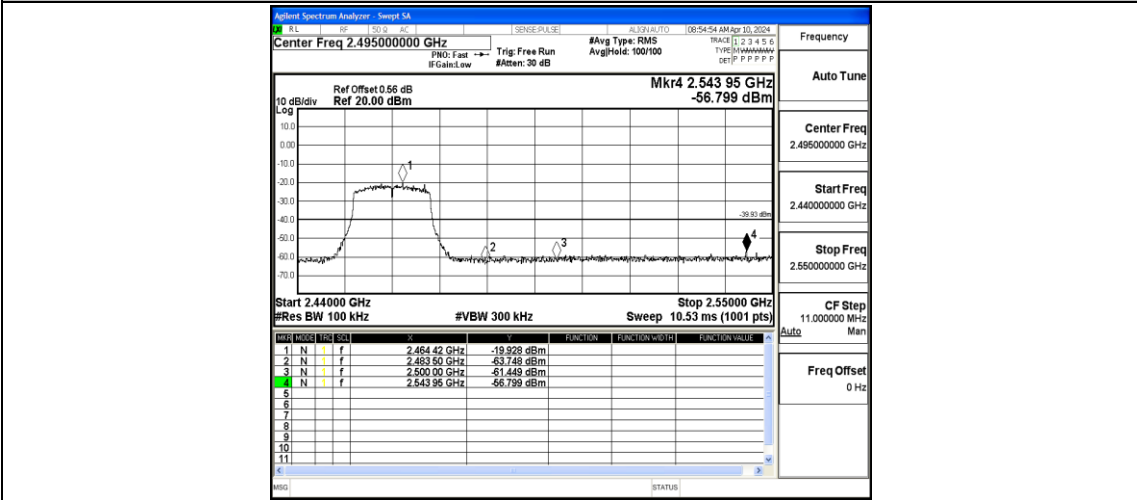 Agilent Spectrum Analyzer - Swept SA
RL RF 50 Ω AC SENSE:PULSE ALIGN AUTO 08:54:54 AM Apr 10, 2024
Center Freq 2.495000000 GHz
PNO: Fast
IFGain:Low
Trig: Free Run
#Atten: 30 dB
#Avg Type: RMS
Avg|Hold: 100/100
TRACE 1 2 3 4 5 6
TYPE M W W W W W
DET P P P P P P
Ref Offset 0.56 dB
10 dB/div Ref 20.00 dBm
Log
Mkr4 2.543 95 GHz
-56.799 dBm
10.0
0.00
-10.0
-20.0
-30.0
-40.0
-50.0
-60.0
-70.0
1
2
3
4
-39.93 dBm
Start 2.44000 GHz Stop 2.55000 GHz
#Res BW 100 kHz #VBW 300 kHz Sweep 10.53 ms (1001 pts)
MKR MODE TRC SCL X Y FUNCTION FUNCTION WIDTH FUNCTION VALUE
1 N 1 f 2.464 42 GHz -19.928 dBm
2 N 1 f 2.483 50 GHz -63.748 dBm
3 N 1 f 2.500 00 GHz -61.449 dBm
4 N 1 f 2.543 95 GHz -56.799 dBm
5
6
7
8
9
10
11
MSG STATUS
Frequency
Auto Tune
Center Freq
2.495000000 GHz
Start Freq
2.440000000 GHz
Stop Freq
2.550000000 GHz
CF Step
11.000000 MHz
Auto Man
Freq Offset
0 Hz